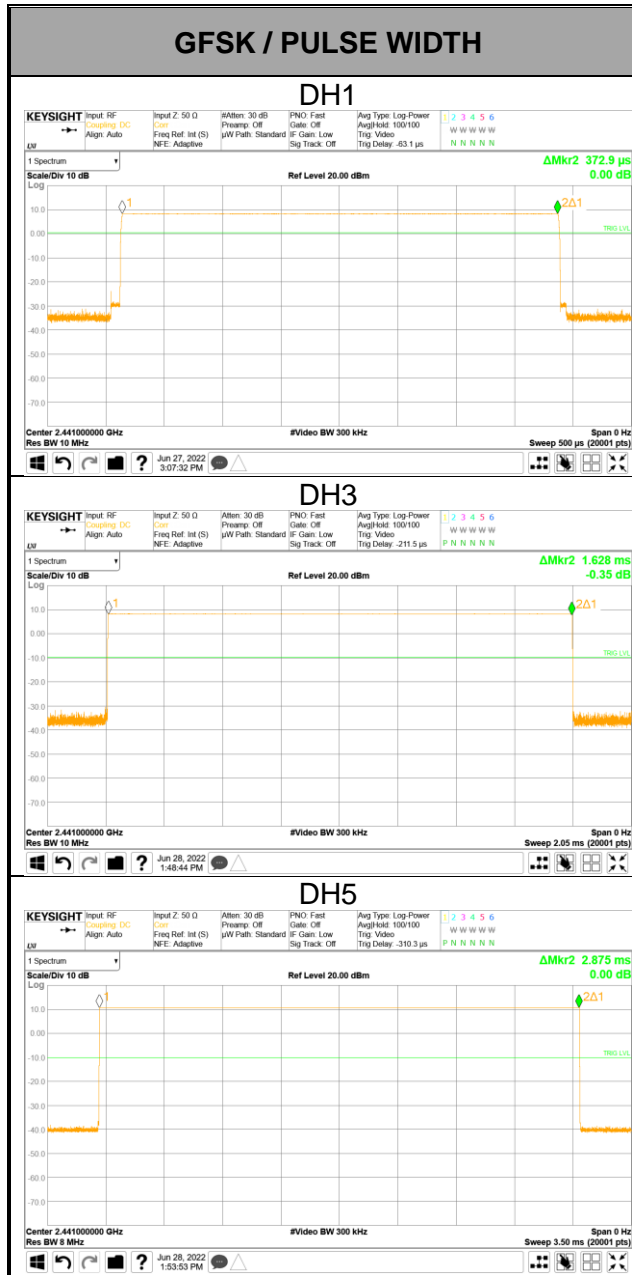 GFSK / PULSE WIDTH
DH1
KEYSIGHT Input: RF Input Z: 50 Ω #Atten: 30 dB PNO: Fast Avg Type: Log-Power 1 2 3 4 5 6
Coupling: DC Corr Preamp: Off Gate: Off Avg|Hold: 100/100 W W W W W
Align: Auto Freq Ref: Int (S) µW Path: Standard IF Gain: Low Trig: Video
LXI NFE: Adaptive Sig Track: Off Trig Delay: -63.1 µs N N N N N
1 Spectrum ΔMkr2 372.9 µs
Scale/Div 10 dB Ref Level 20.00 dBm 0.00 dB
Log
1 2Δ1
10.0
0.00 TRIG LVL
-10.0
-20.0
-30.0
-40.0
-50.0
-60.0
-70.0
Center 2.441000000 GHz #Video BW 300 kHz Span 0 Hz
Res BW 10 MHz Sweep 500 µs (20001 pts)
? Jun 27, 2022
3:07:32 PM
DH3
KEYSIGHT Input: RF Input Z: 50 Ω Atten: 30 dB PNO: Fast Avg Type: Log-Power 1 2 3 4 5 6
Coupling: DC Corr Preamp: Off Gate: Off Avg|Hold: 100/100 W W W W W
Align: Auto Freq Ref: Int (S) µW Path: Standard IF Gain: Low Trig: Video
LXI NFE: Adaptive Sig Track: Off Trig Delay: -211.5 µs P N N N N N
1 Spectrum ΔMkr2 1.628 ms
Scale/Div 10 dB Ref Level 20.00 dBm -0.35 dB
Log
1 2Δ1
10.0
0.00
-10.0 TRIG LVL
-20.0
-30.0
-40.0
-50.0
-60.0
-70.0
Center 2.441000000 GHz #Video BW 300 kHz Span 0 Hz
Res BW 10 MHz Sweep 2.05 ms (20001 pts)
? Jun 28, 2022
1:48:44 PM
DH5
KEYSIGHT Input: RF Input Z: 50 Ω Atten: 30 dB PNO: Fast Avg Type: Log-Power 1 2 3 4 5 6
Coupling: DC Corr Preamp: Off Gate: Off Avg|Hold: 100/100 W W W W W
Align: Auto Freq Ref: Int (S) µW Path: Standard IF Gain: Low Trig: Video
LXI NFE: Adaptive Sig Track: Off Trig Delay: -310.3 µs P N N N N N
1 Spectrum ΔMkr2 2.875 ms
Scale/Div 10 dB Ref Level 20.00 dBm 0.00 dB
Log
1 2Δ1
10.0
0.00
-10.0 TRIG LVL
-20.0
-30.0
-40.0
-50.0
-60.0
-70.0
Center 2.441000000 GHz #Video BW 300 kHz Span 0 Hz
Res BW 8 MHz Sweep 3.50 ms (20001 pts)
? Jun 28, 2022
1:53:53 PM